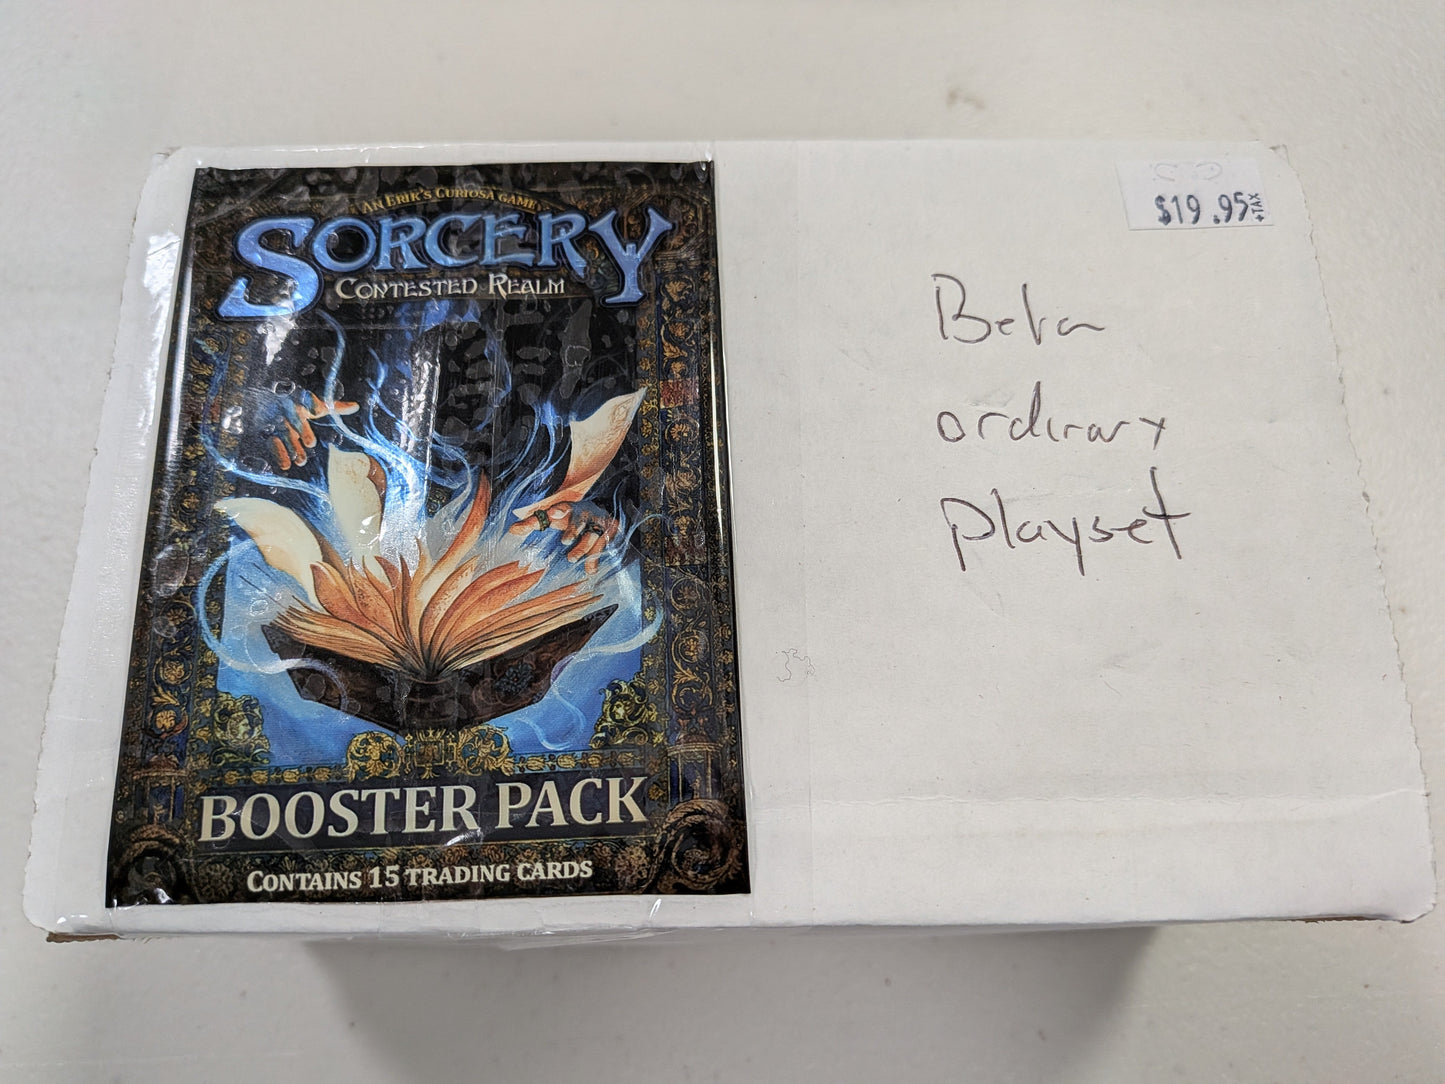 AN ERIK'S CURIOSA GAME
SORCERY
CONTESTED REALM
BOOSTER PACK
CONTAINS 15 TRADING CARDS
$19.95 +TAX
Beta
ordinary
playset